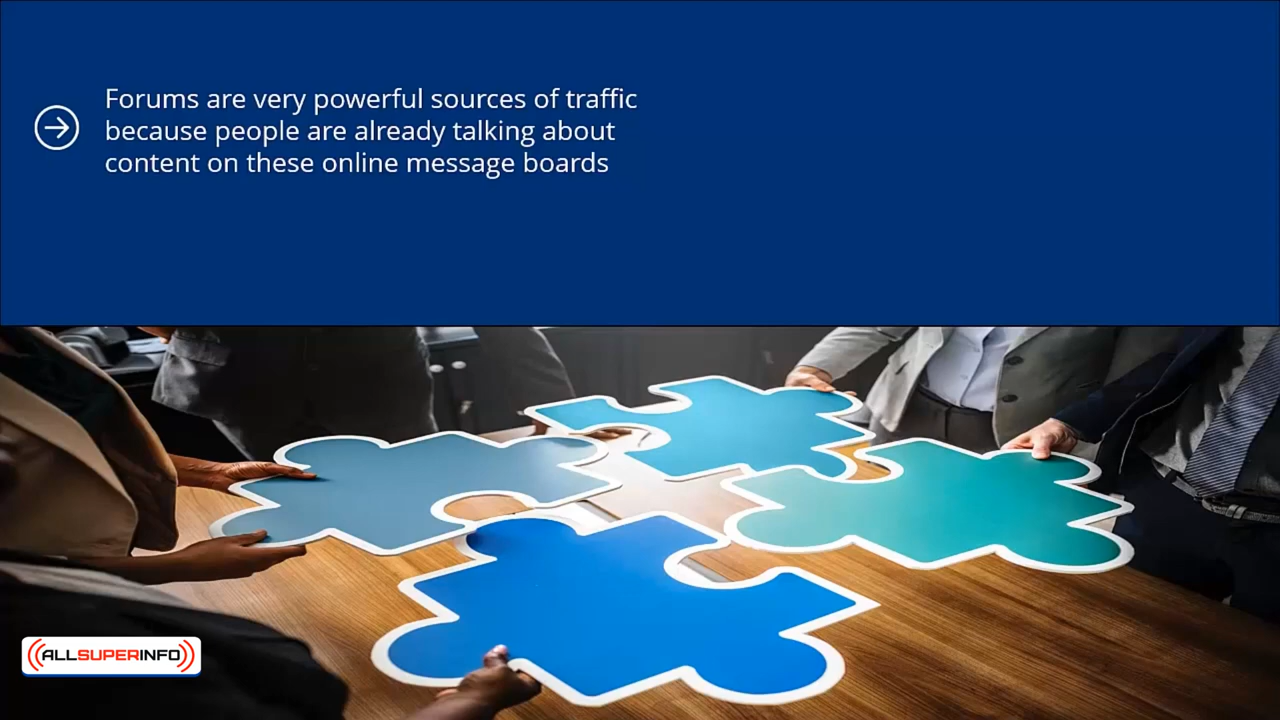 Forums are very powerful sources of traffic
because people are already talking about
content on these online message boards
ALLSUPERINFO